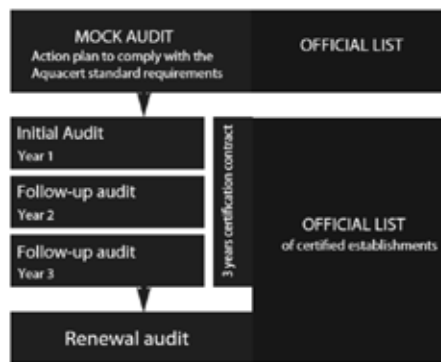 MOCK AUDIT
Action plan to comply with the
Aquacert standard requirements
OFFICIAL LIST
Initial Audit
Year 1
Follow-up audit
Year 2
Follow-up audit
Year 3
3 years certification contract
OFFICIAL LIST
of certified establishments
Renewal audit